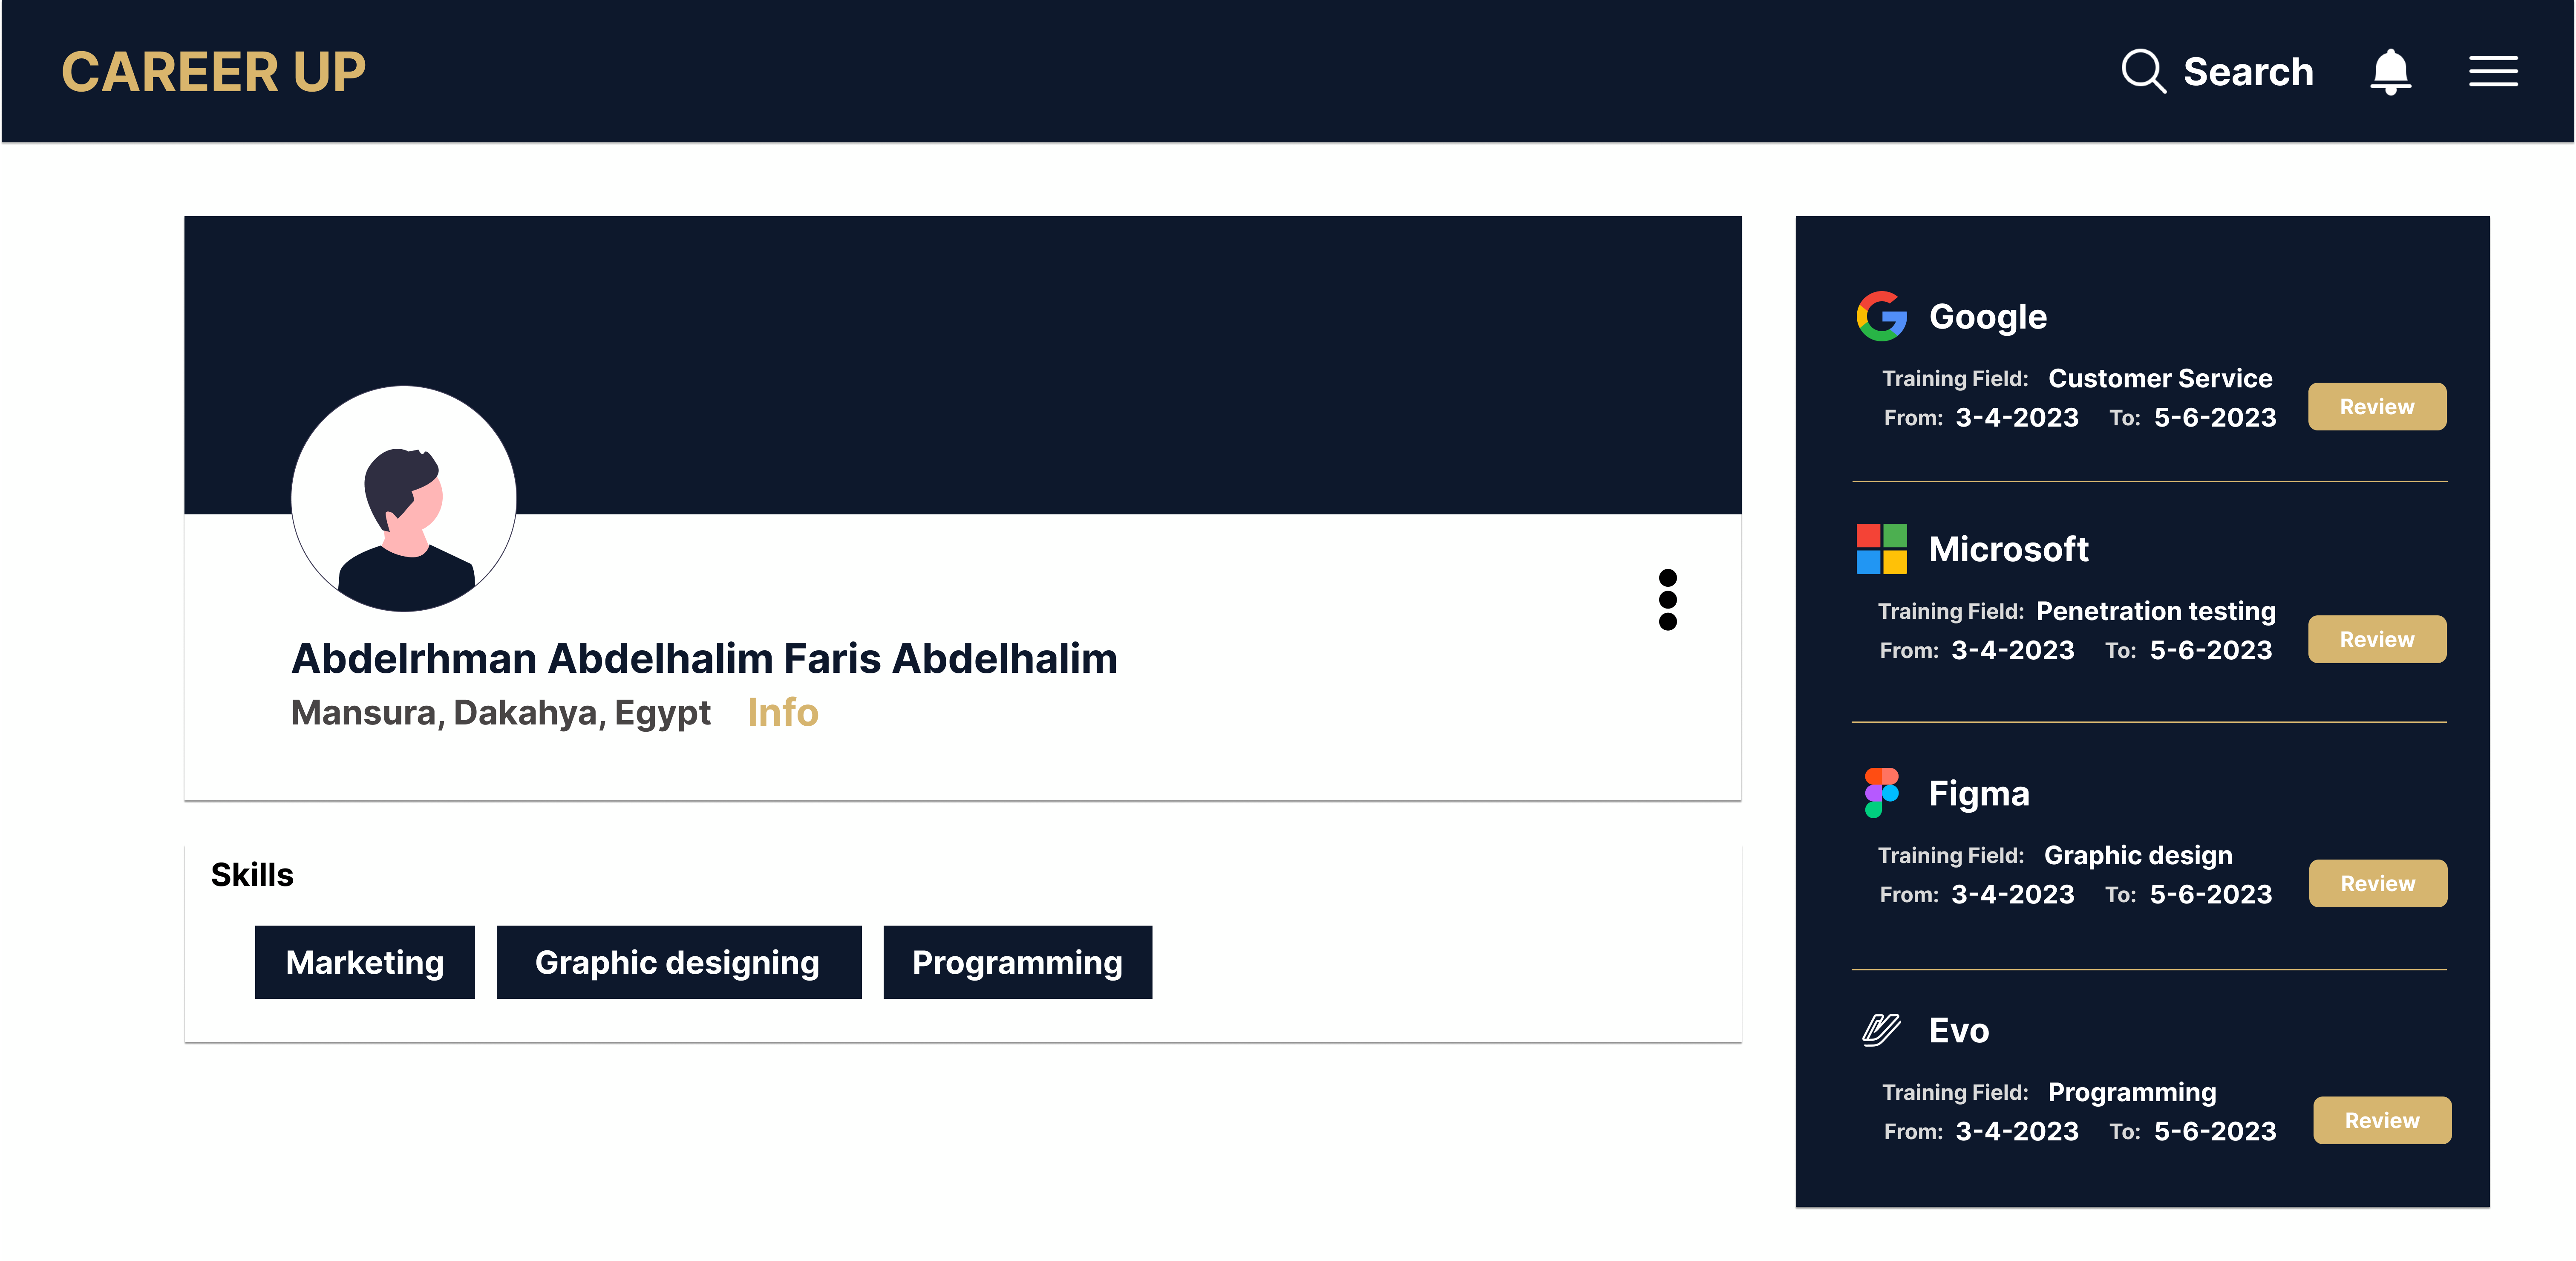 CAREER UP
Search
Abdelrhman Abdelhalim Faris Abdelhalim
Mansura, Dakahya, Egypt Info
Skills
Marketing Graphic designing Programming
Google
Training Field: Customer Service
From: 3-4-2023 To: 5-6-2023
Review
Microsoft
Training Field: Penetration testing
From: 3-4-2023 To: 5-6-2023
Review
Figma
Training Field: Graphic design
From: 3-4-2023 To: 5-6-2023
Review
Evo
Training Field: Programming
From: 3-4-2023 To: 5-6-2023
Review